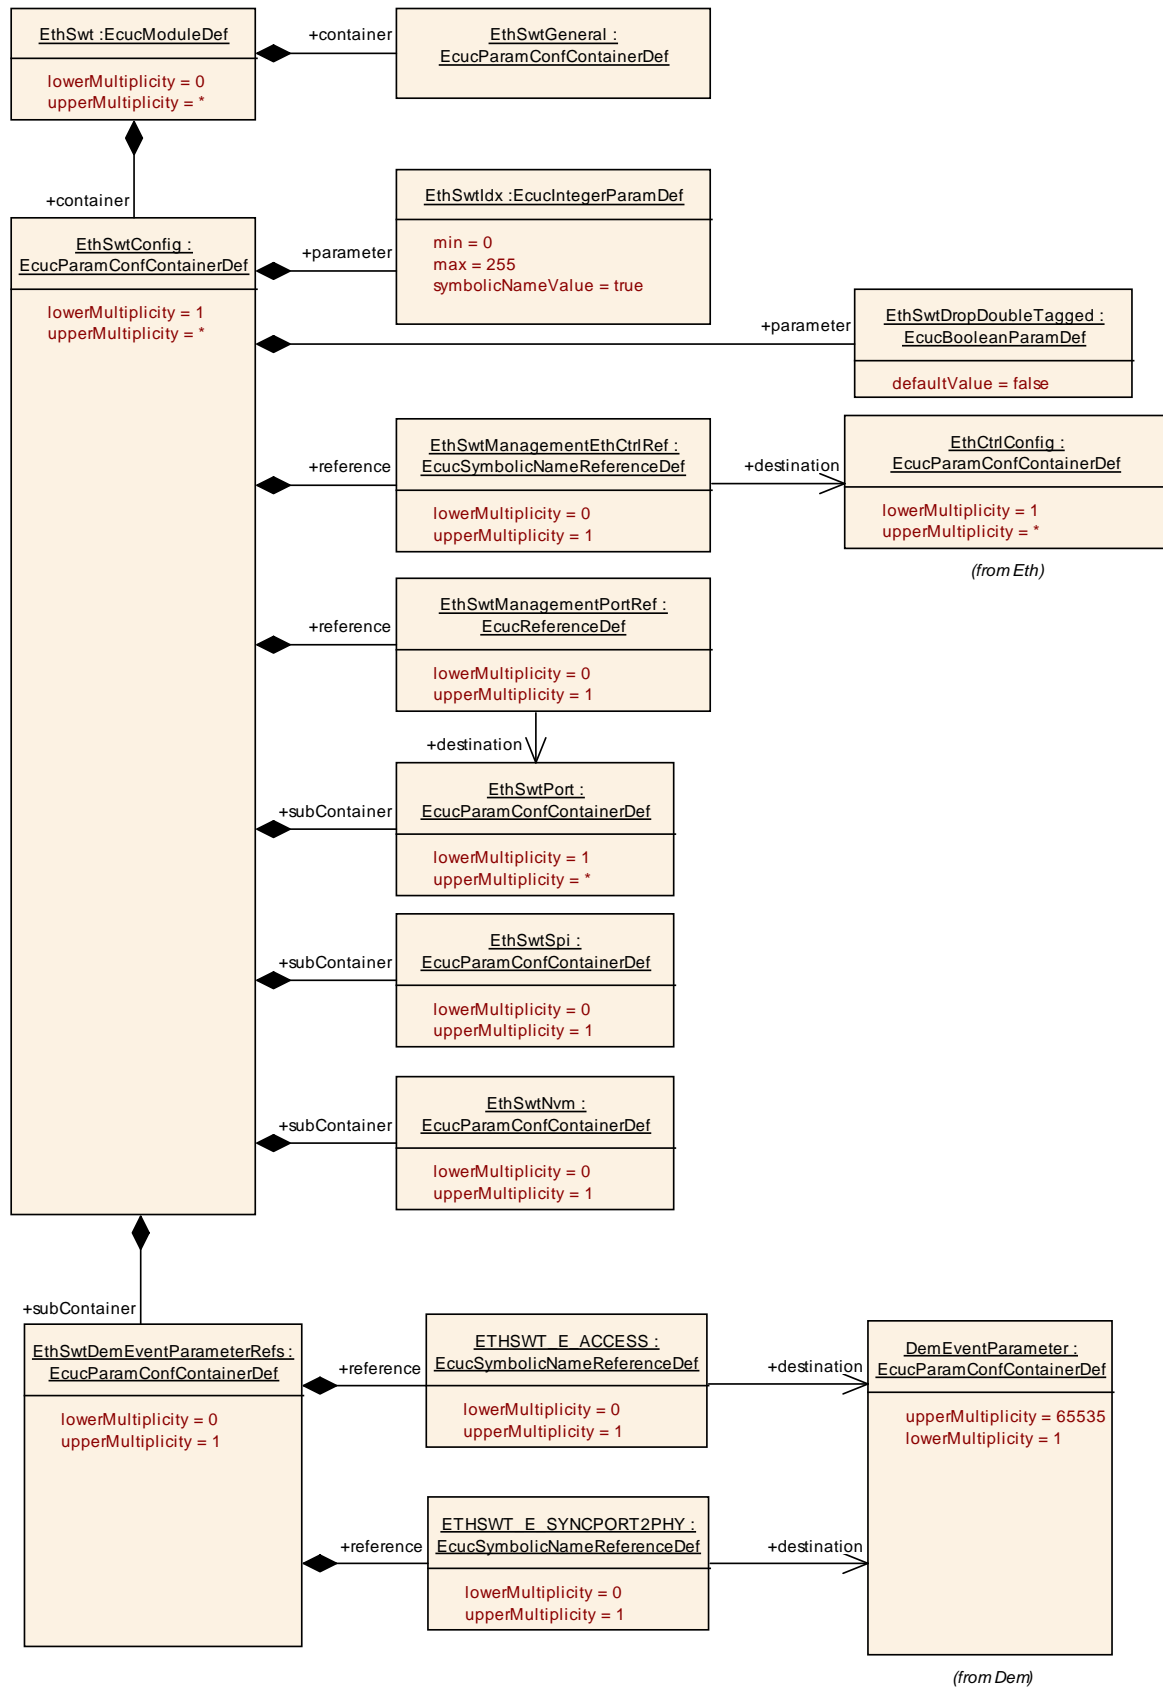 EthSwt :EcucModuleDef
lowerMultiplicity = 0
upperMultiplicity = *
+container
EthSwtGeneral :
EcucParamConfContainerDef
+container
EthSwtConfig :
EcucParamConfContainerDef
lowerMultiplicity = 1
upperMultiplicity = *
+parameter
EthSwtIdx :EcucIntegerParamDef
min = 0
max = 255
symbolicNameValue = true
+parameter
EthSwtDropDoubleTagged :
EcucBooleanParamDef
defaultValue = false
+reference
EthSwtManagementEthCtrlRef :
EcucSymbolicNameReferenceDef
lowerMultiplicity = 0
upperMultiplicity = 1
+destination
EthCtrlConfig :
EcucParamConfContainerDef
lowerMultiplicity = 1
upperMultiplicity = *
(from Eth)
+reference
EthSwtManagementPortRef :
EcucReferenceDef
lowerMultiplicity = 0
upperMultiplicity = 1
+destination
+subContainer
EthSwtPort :
EcucParamConfContainerDef
lowerMultiplicity = 1
upperMultiplicity = *
+subContainer
EthSwtSpi :
EcucParamConfContainerDef
lowerMultiplicity = 0
upperMultiplicity = 1
+subContainer
EthSwtNvm :
EcucParamConfContainerDef
lowerMultiplicity = 0
upperMultiplicity = 1
+subContainer
EthSwtDemEventParameterRefs :
EcucParamConfContainerDef
lowerMultiplicity = 0
upperMultiplicity = 1
+reference
ETHSWT_E_ACCESS :
EcucSymbolicNameReferenceDef
lowerMultiplicity = 0
upperMultiplicity = 1
+destination
DemEventParameter :
EcucParamConfContainerDef
upperMultiplicity = 65535
lowerMultiplicity = 1
+reference
ETHSWT_E_SYNCPORT2PHY :
EcucSymbolicNameReferenceDef
lowerMultiplicity = 0
upperMultiplicity = 1
+destination
(from Dem)